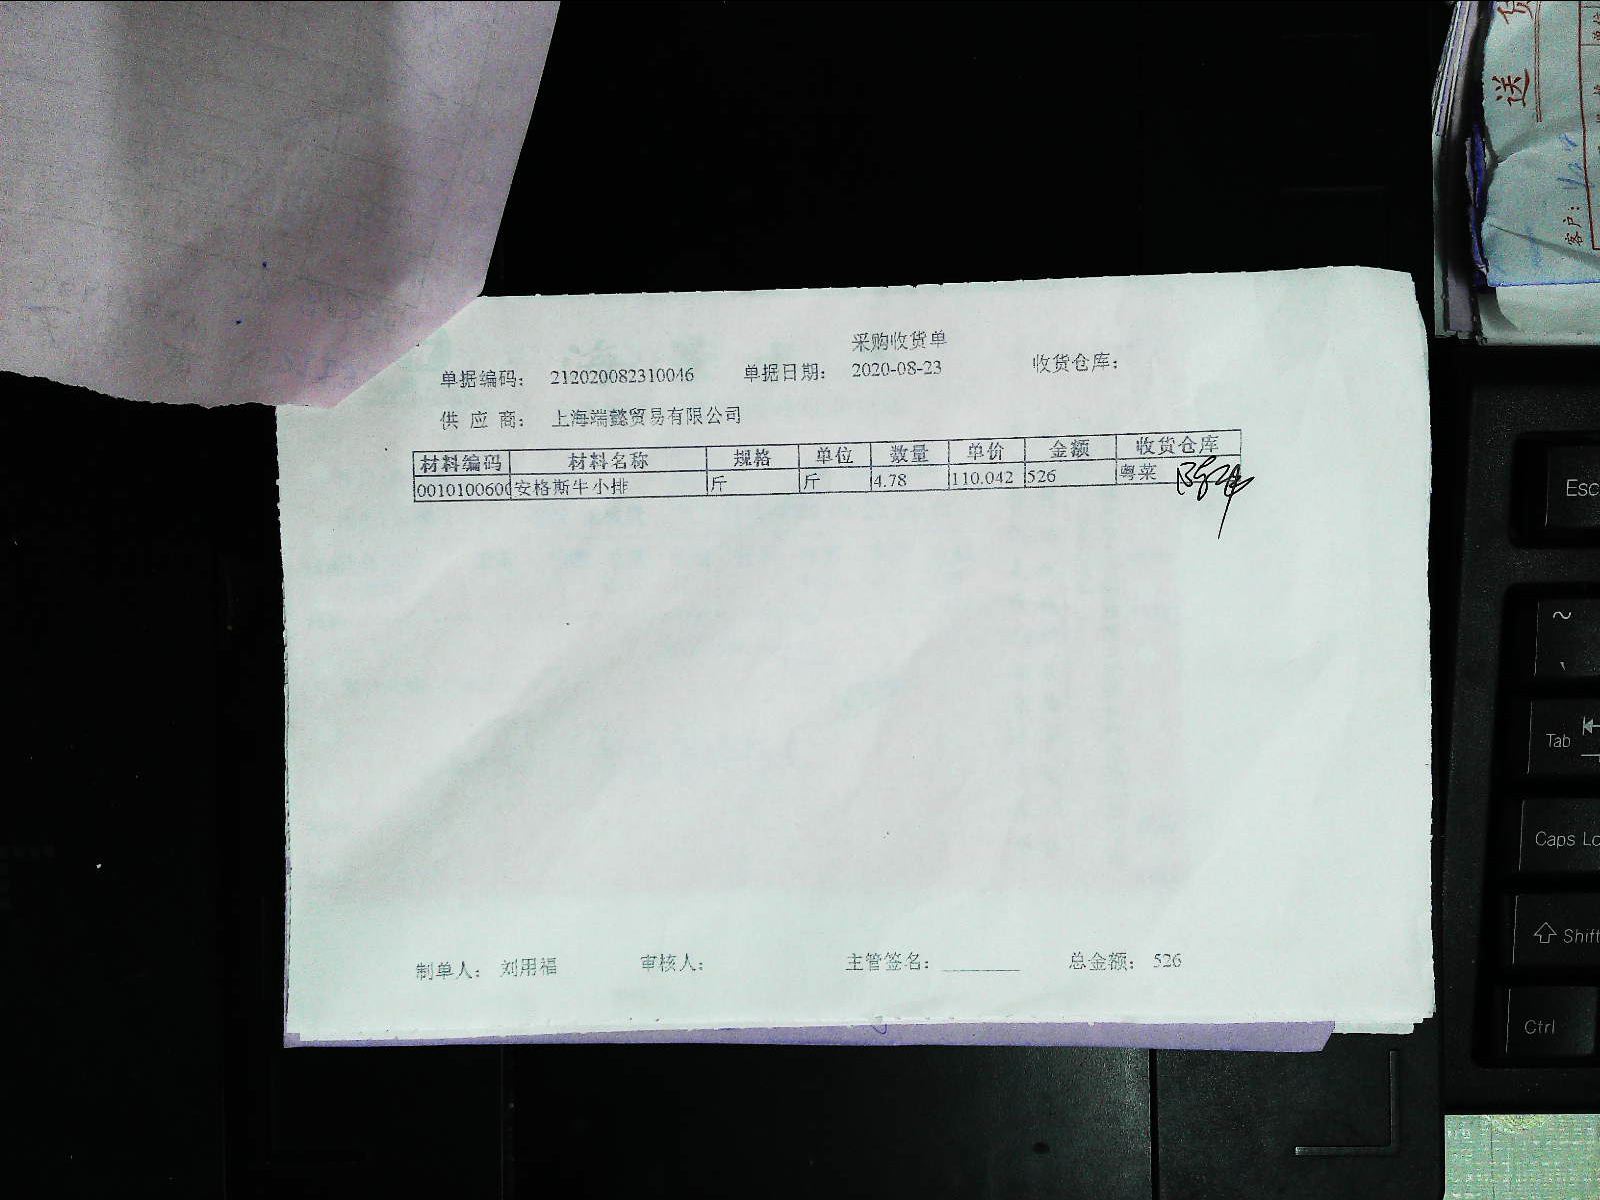 采购收货单
单据编码： 212020082310046 单据日期： 2020-08-23 收货仓库：
供 应 商： 上海端懿贸易有限公司
材料编码 材料名称 规格 单位 数量 单价 金额 收货仓库
0010100600 安格斯牛小排 斤 斤 4.78 110.042 526 粤菜
制单人： 刘用福 审核人： 主管签名： ________ 总金额： 526
送 货
客户：
Esc
~
Tab
Caps Lo
Shift
Ctrl